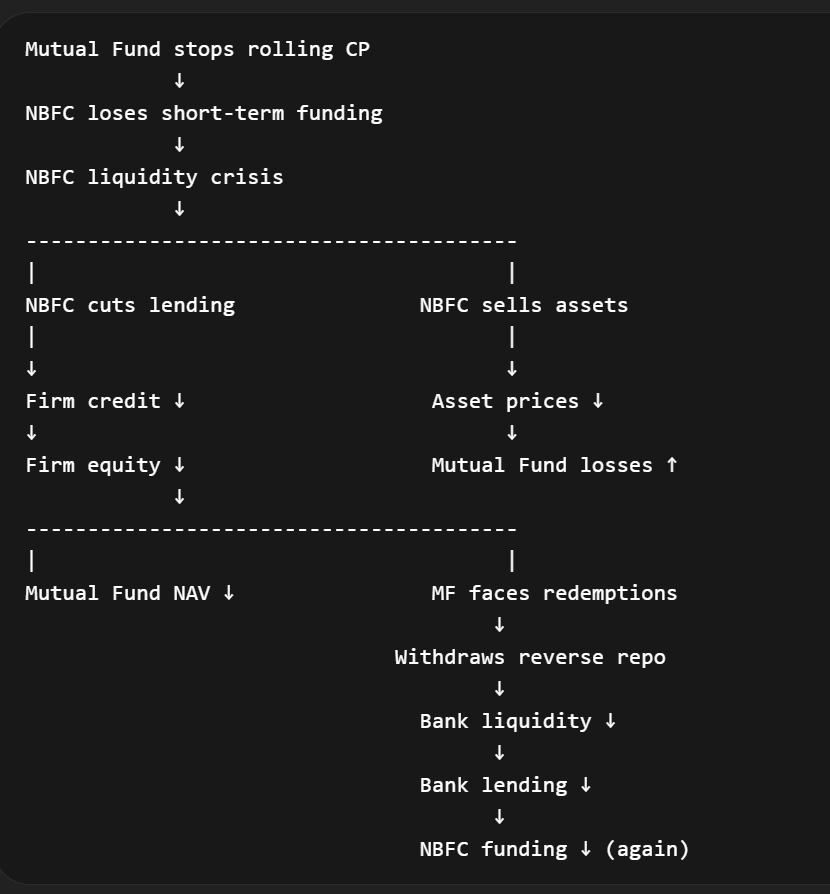 Mutual Fund stops rolling CP
↓
NBFC loses short-term funding
↓
NBFC liquidity crisis
↓
----------------------------------------
|                                       |
NBFC cuts lending               NBFC sells assets
|                                       |
↓                                       ↓
Firm credit ↓                    Asset prices ↓
↓                                       ↓
Firm equity ↓                    Mutual Fund losses ↑
↓
----------------------------------------
|                                       |
Mutual Fund NAV ↓                MF faces redemptions
↓
Withdraws reverse repo
↓
Bank liquidity ↓
↓
Bank lending ↓
↓
NBFC funding ↓ (again)